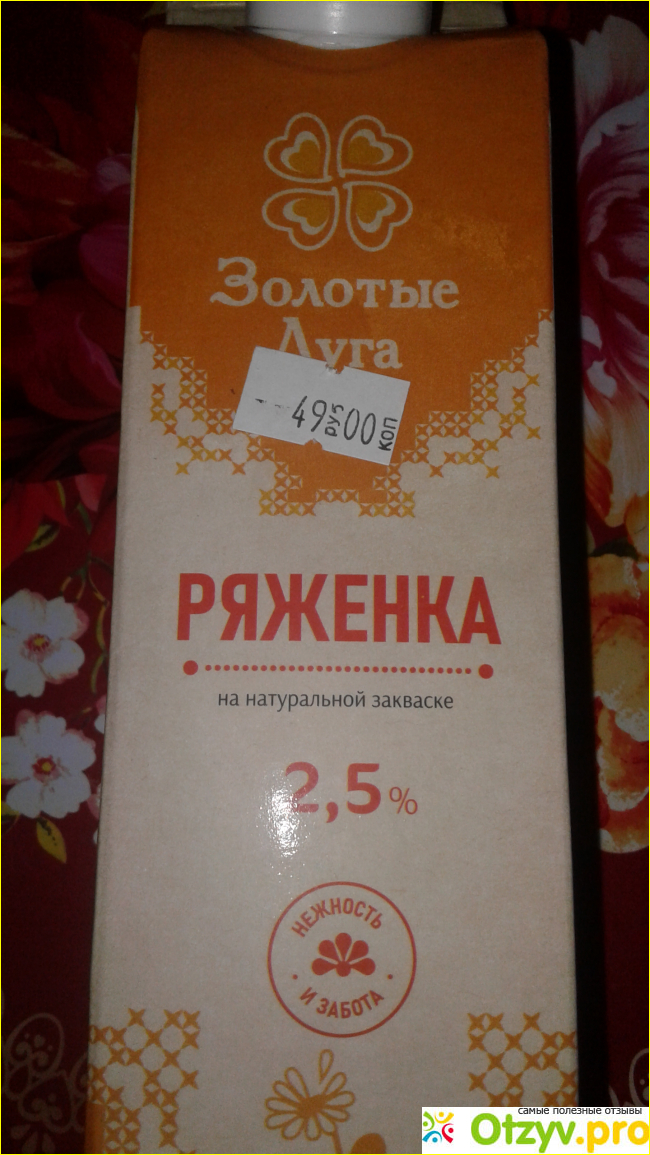 Золотые
Луга
49 руб 00 коп
РЯЖЕНКА
на натуральной закваске
2,5 %
НЕЖНОСТЬ
И ЗАБОТА
самые полезные отзывы
Otzyv.pro